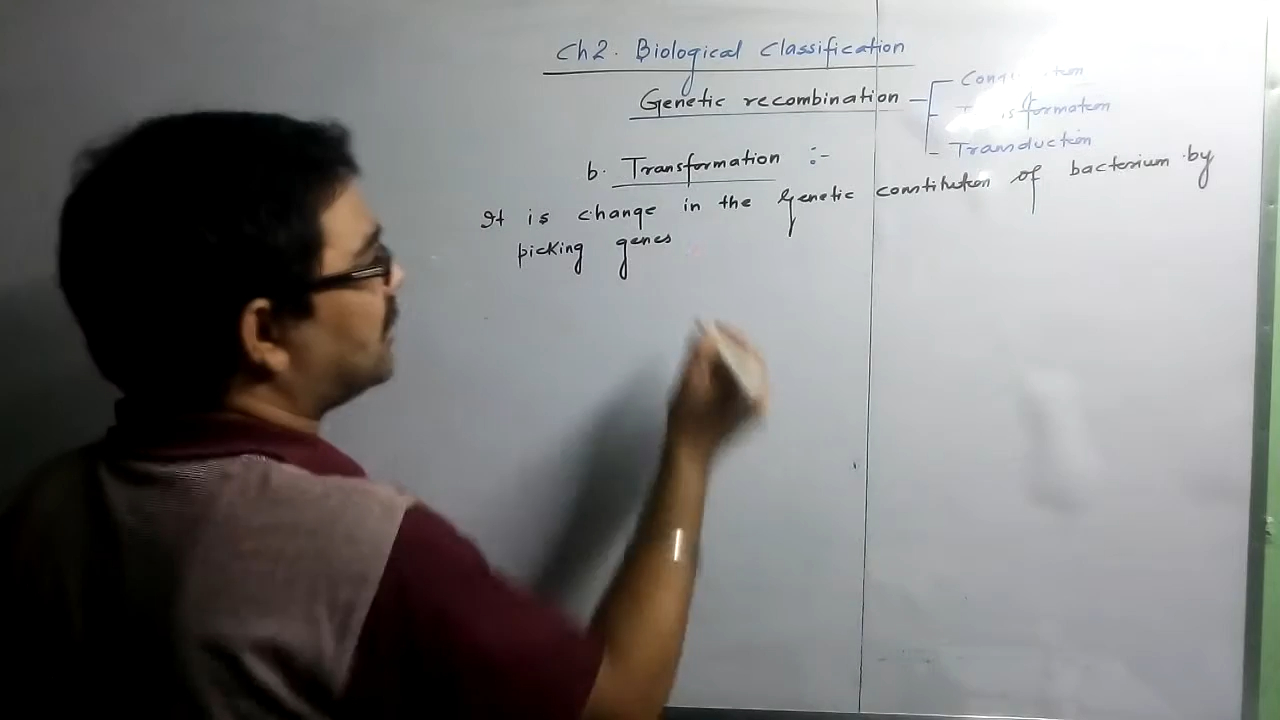 Ch2. Biological Classification
Genetic recombination
Transduction
b. Transformation :-
It is change in the Genetic constitution of bacterium by
picking genes